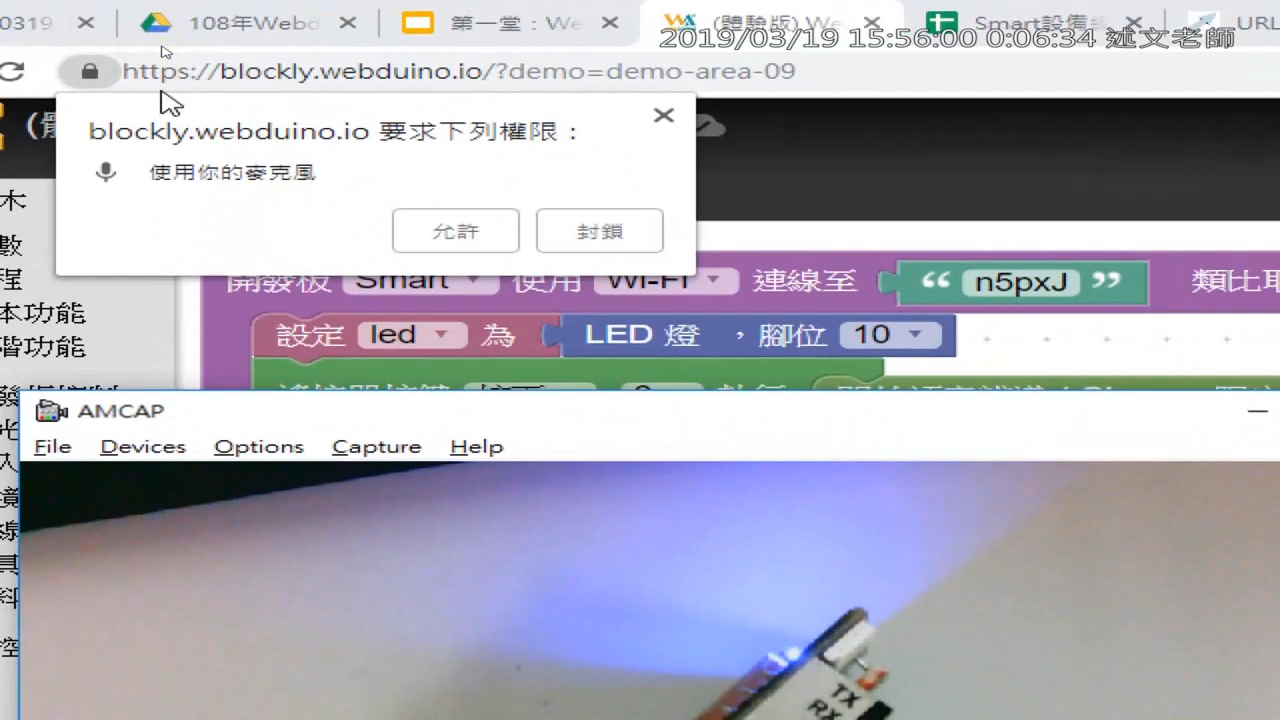 0319
108年Webd
第一堂：We
(體驗版) We
Smart設備
URL
2019/03/19 15:56:00 0:06:34 述文老師
https://blockly.webduino.io/?demo=demo-area-09
blockly.webduino.io 要求下列權限：
使用你的麥克風
允許 封鎖
木
數
程
本功能
階功能
開發板 Smart 使用 Wi-Fi 連線至 “ n5pxJ ” 類比取
設定 led 為 LED 燈 ，腳位 10
AMCAP
File Devices Options Capture Help
TX
RX